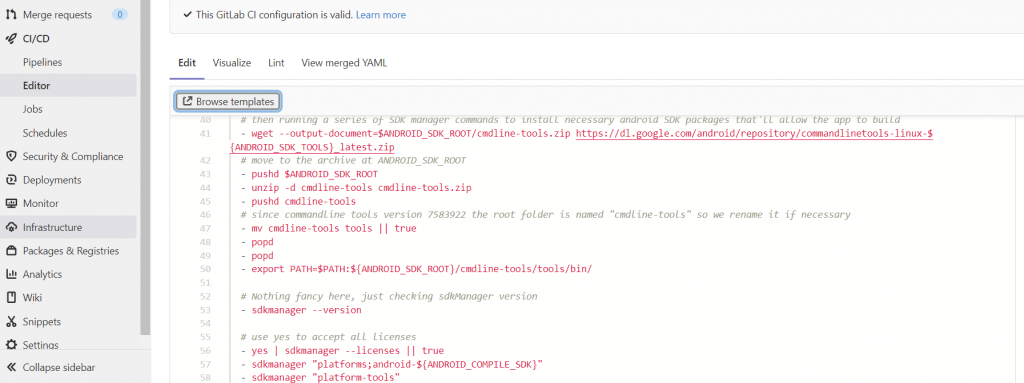 Merge requests 0
CI/CD
Pipelines
Editor
Jobs
Schedules
Security & Compliance
Deployments
Monitor
Infrastructure
Packages & Registries
Analytics
Wiki
Snippets
Settings
Collapse sidebar
This GitLab CI configuration is valid. Learn more
Edit Visualize Lint View merged YAML
Browse templates
40 # then running a series of SDK manager commands to install necessary android SDK packages that'll allow the app to build
41 - wget --output-document=$ANDROID_SDK_ROOT/cmdline-tools.zip https://dl.google.com/android/repository/commandlinetools-linux-$
{ANDROID_SDK_TOOLS}_latest.zip
42 # move to the archive at ANDROID_SDK_ROOT
43 - pushd $ANDROID_SDK_ROOT
44 - unzip -d cmdline-tools cmdline-tools.zip
45 - pushd cmdline-tools
46 # since commandline tools version 7583922 the root folder is named "cmdline-tools" so we rename it if necessary
47 - mv cmdline-tools tools || true
48 - popd
49 - popd
50 - export PATH=$PATH:${ANDROID_SDK_ROOT}/cmdline-tools/tools/bin/
51
52 # Nothing fancy here, just checking sdkManager version
53 - sdkmanager --version
54
55 # use yes to accept all licenses
56 - yes | sdkmanager --licenses || true
57 - sdkmanager "platforms;android-${ANDROID_COMPILE_SDK}"
58 - sdkmanager "platform-tools"